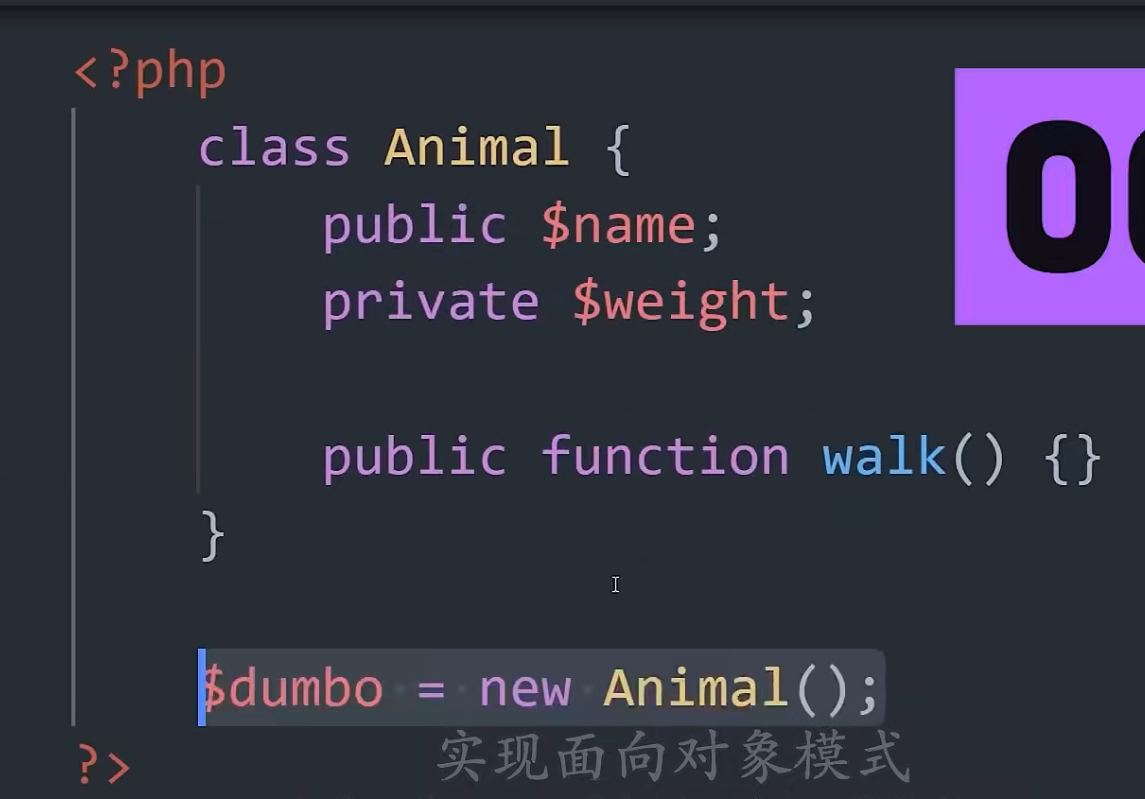 <?php
class Animal {
public $name;
private $weight;
public function walk() {}
}
$dumbo = new Animal();
?>
实现面向对象模式